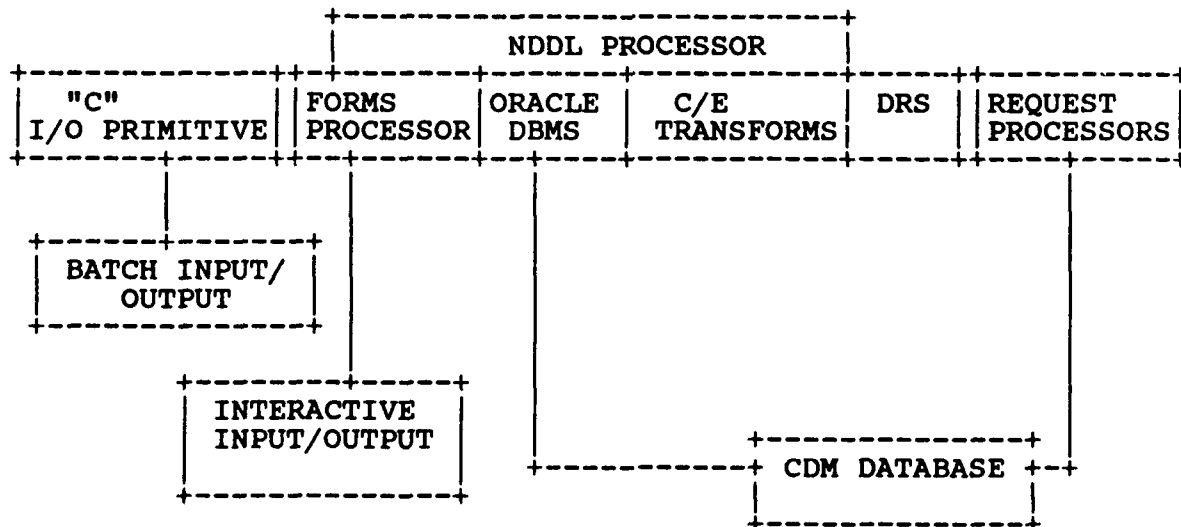 NDDL PROCESSOR
"C"
I/O PRIMITIVE
FORMS
PROCESSOR
ORACLE
DBMS
C/E
TRANSFORMS
DRS
REQUEST
PROCESSORS
BATCH INPUT/
OUTPUT
INTERACTIVE
INPUT/OUTPUT
CDM DATABASE